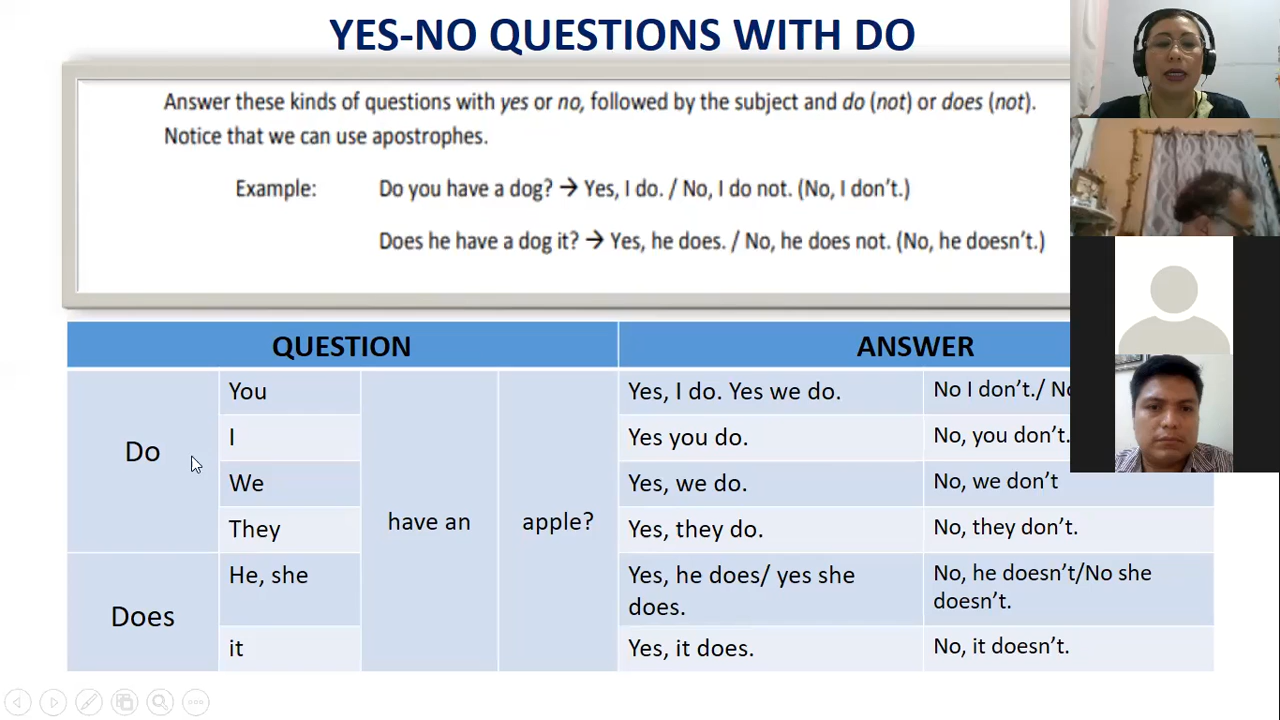 YES-NO QUESTIONS WITH DO
Answer these kinds of questions with yes or no, followed by the subject and do (not) or does (not).
Notice that we can use apostrophes.
Example: Do you have a dog? → Yes, I do. / No, I do not. (No, I don't.)
Does he have a dog it? → Yes, he does. / No, he does not. (No, he doesn't.)
QUESTION ANSWER
Do You have an apple? Yes, I do. Yes we do. No I don't./
I Yes you do. No, you don't.
We Yes, we do. No, we don't
They Yes, they do. No, they don't.
Does He, she Yes, he does/ yes she does. No, he doesn't/No she doesn't.
it Yes, it does. No, it doesn't.